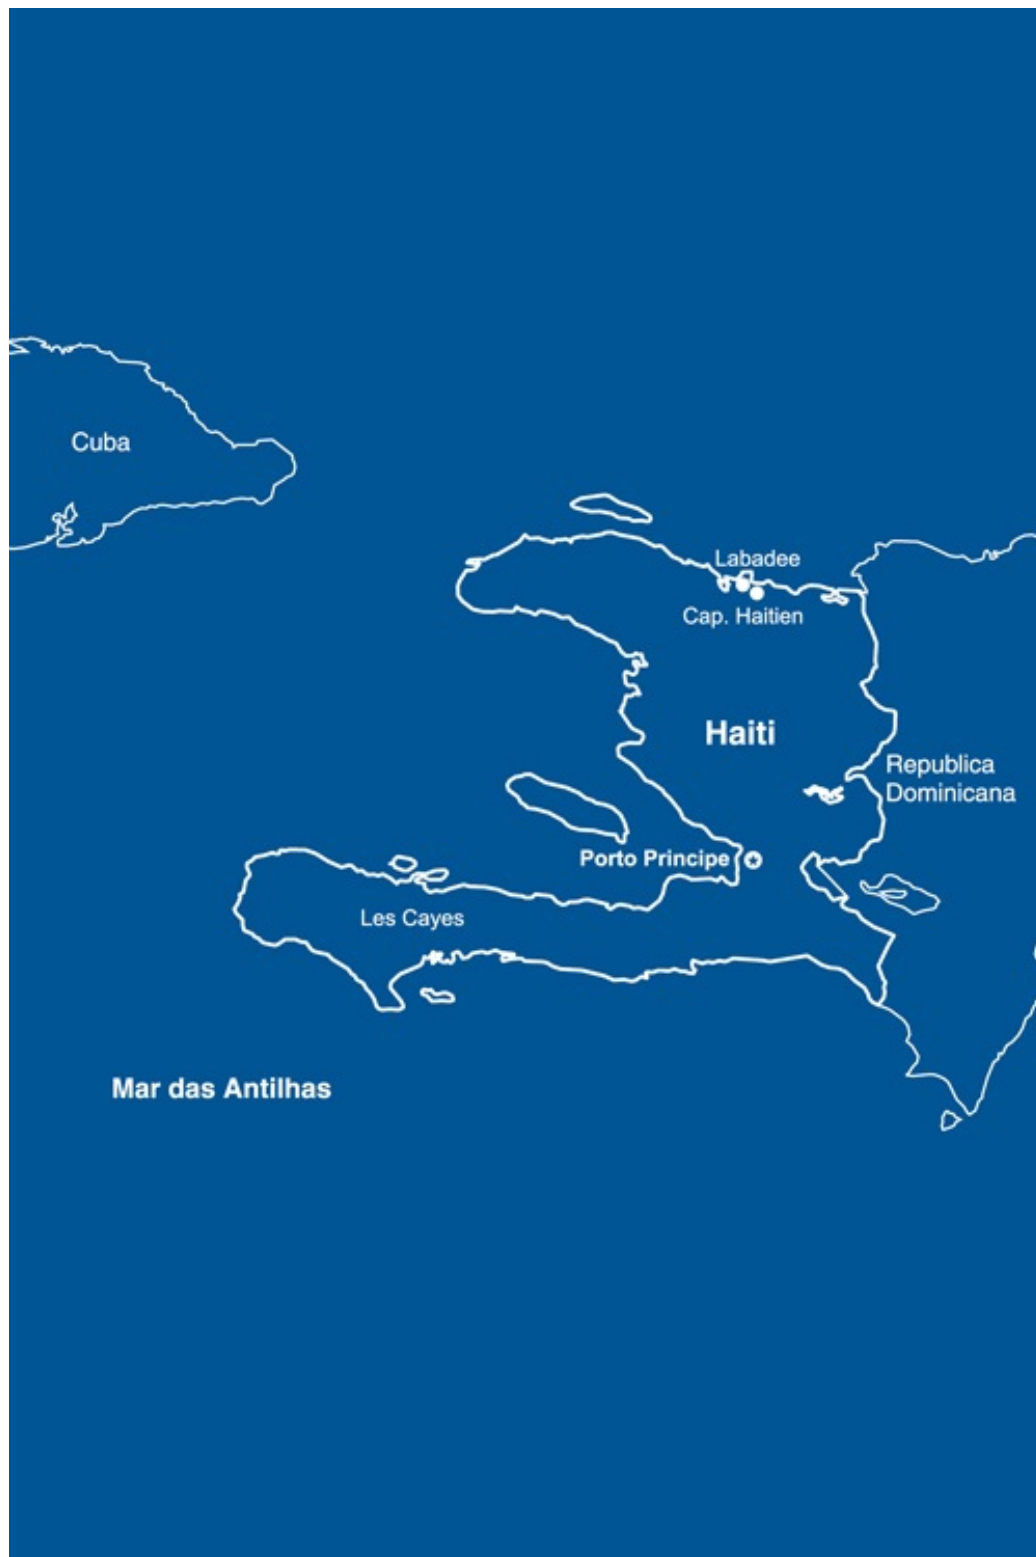 Cuba
Labadee
Cap. Haitien
Haiti
Republica
Dominicana
Porto Principe
Les Cayes
Mar das Antilhas